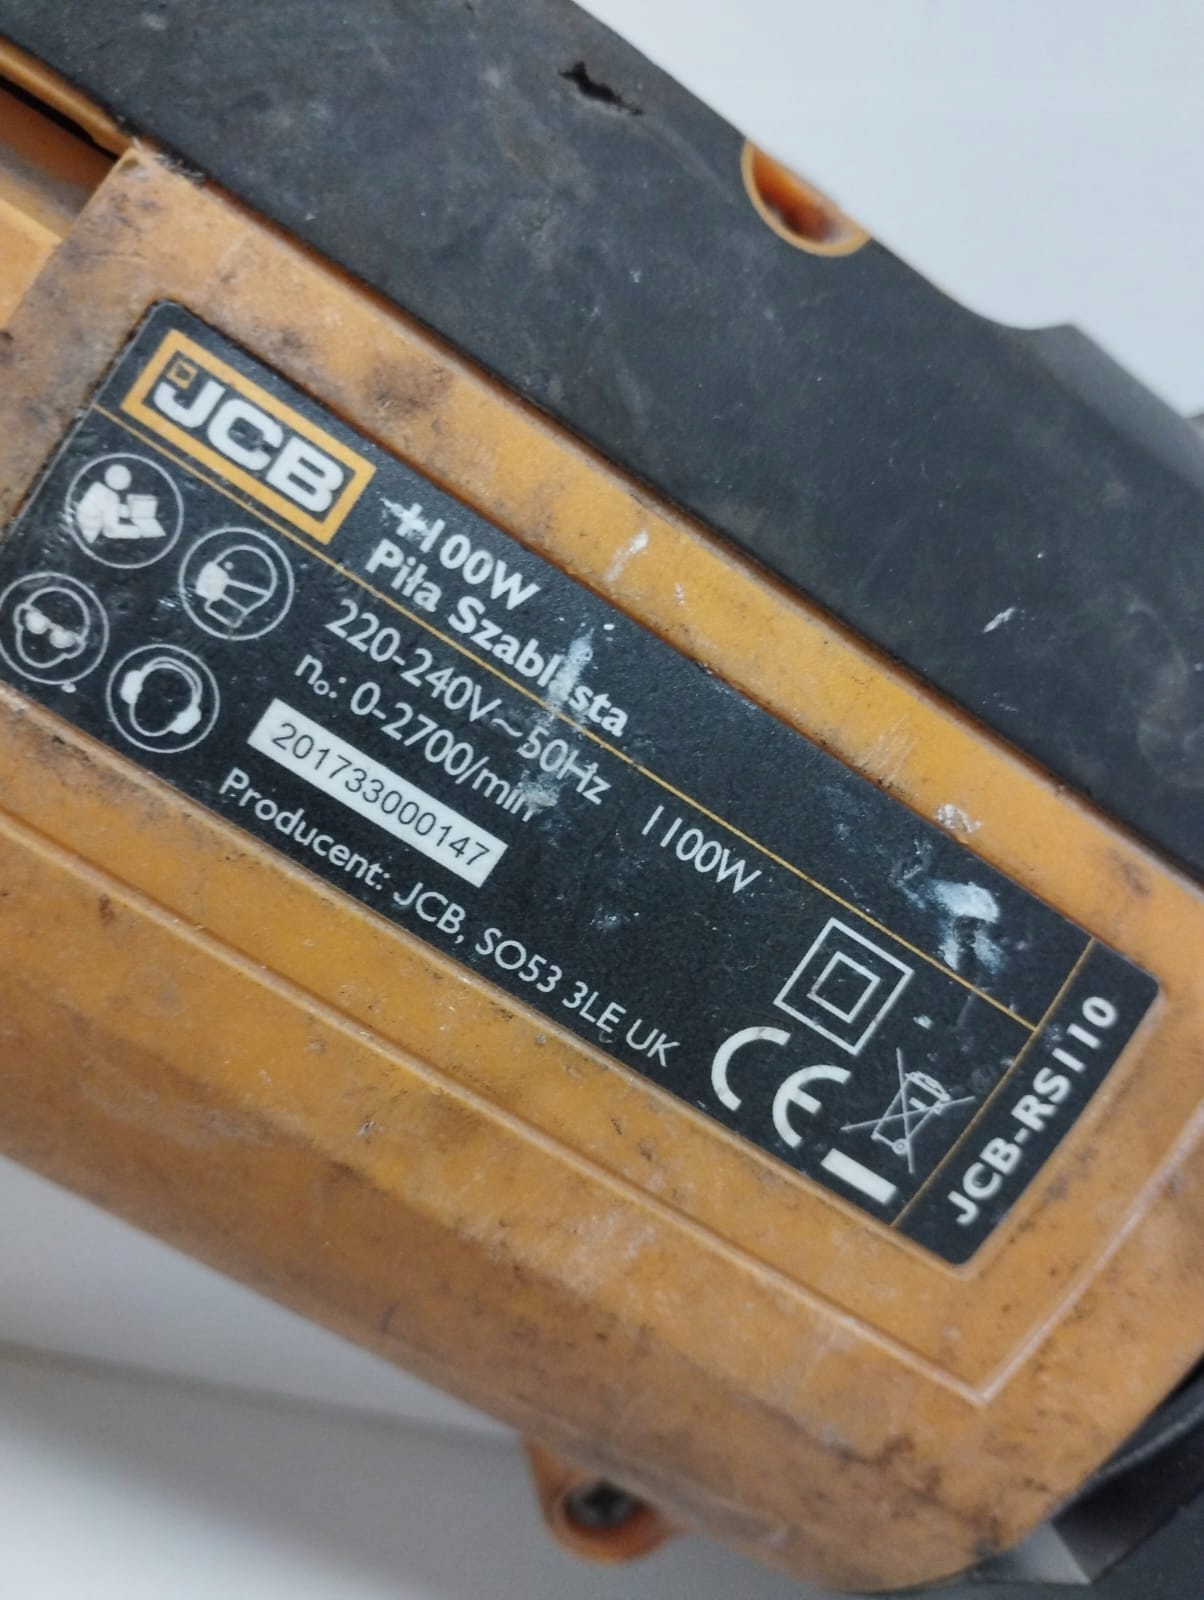 JCB
1100W
Piła Szablasta
220-240V~50Hz 1100W
n₀: 0-2700/min
201733000147
Producent: JCB, SO53 3LE UK
CE
JCB-RS110